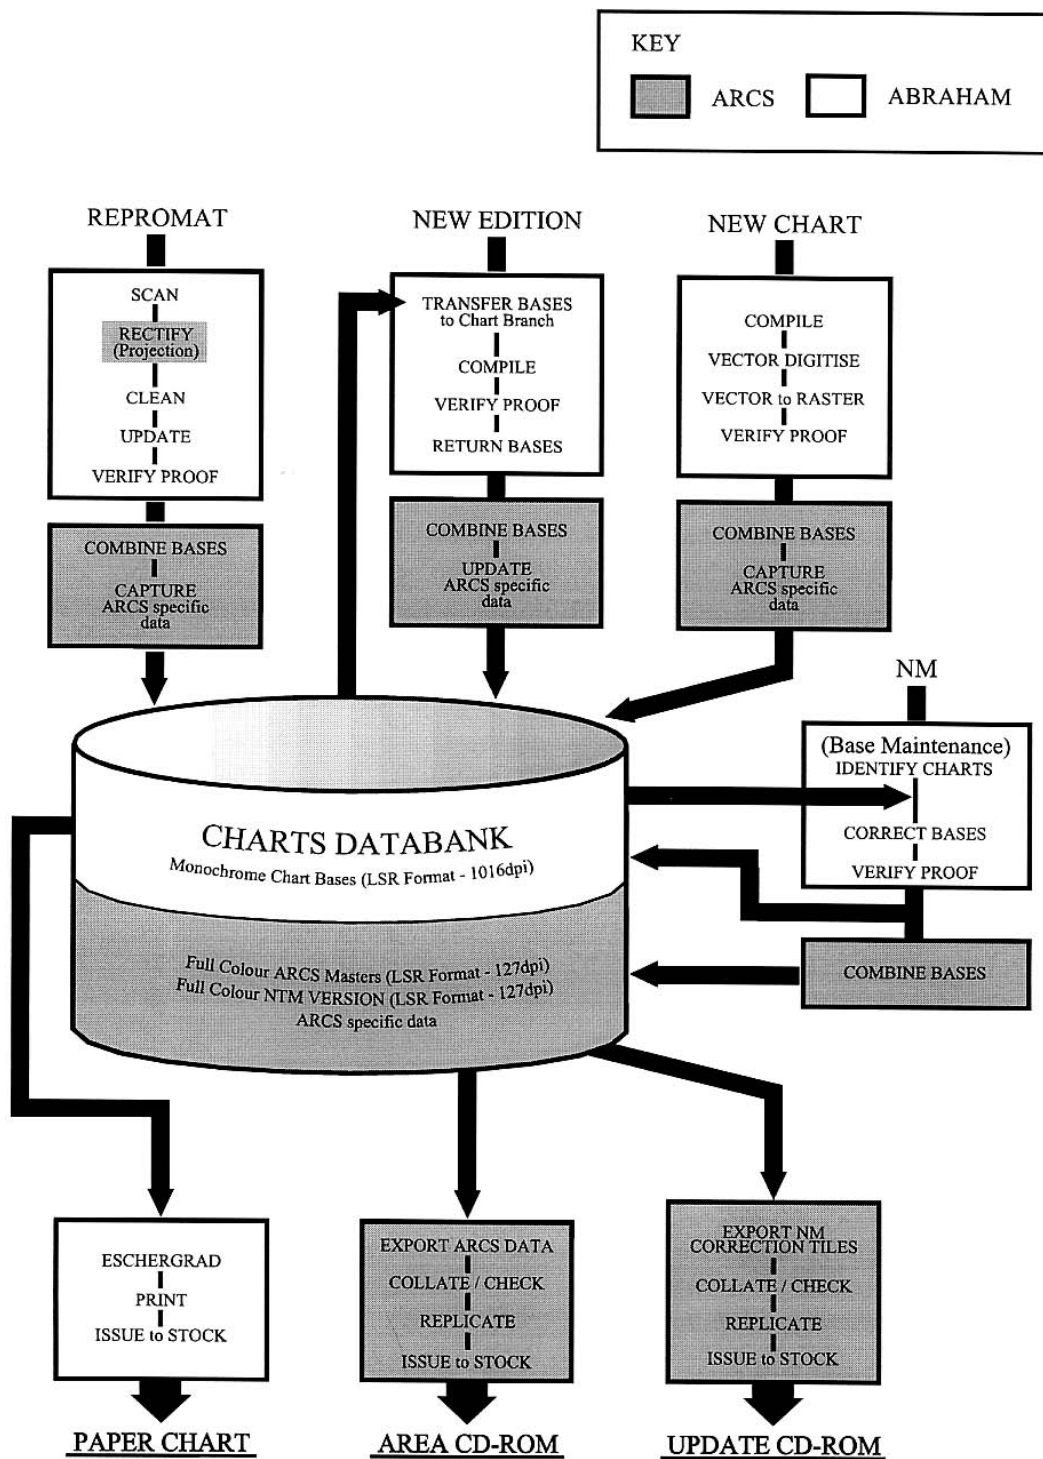 KEY
ARCS
ABRAHAM
REPROMAT
SCAN
RECTIFY
(Projection)
CLEAN
UPDATE
VERIFY PROOF
COMBINE BASES
CAPTURE
ARCS specific
data
NEW EDITION
TRANSFER BASES
to Chart Branch
COMPILE
VERIFY PROOF
RETURN BASES
COMBINE BASES
UPDATE
ARCS specific
data
NEW CHART
COMPILE
VECTOR DIGITISE
VECTOR to RASTER
VERIFY PROOF
COMBINE BASES
CAPTURE
ARCS specific
data
NM
(Base Maintenance)
IDENTIFY CHARTS
CORRECT BASES
VERIFY PROOF
COMBINE BASES
CHARTS DATABANK
Monochrome Chart Bases (LSR Format - 1016dpi)
Full Colour ARCS Masters (LSR Format - 127dpi)
Full Colour NTM VERSION (LSR Format - 127dpi)
ARCS specific data
ESCHERGRAD
PRINT
ISSUE to STOCK
PAPER CHART
EXPORT ARCS DATA
COLLATE / CHECK
REPLICATE
ISSUE to STOCK
AREA CD-ROM
EXPORT NM
CORRECTION TILES
COLLATE / CHECK
REPLICATE
ISSUE to STOCK
UPDATE CD-ROM